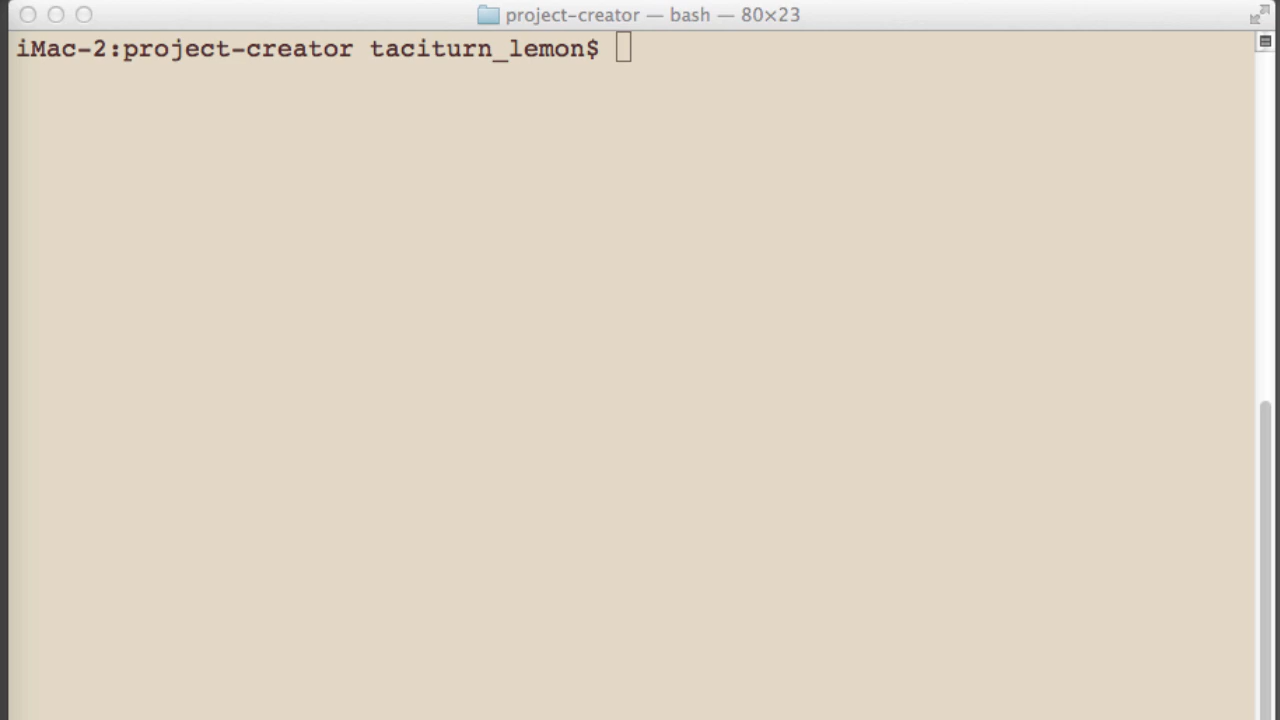 project-creator — bash — 80×23
iMac-2:project-creator taciturn_lemon$